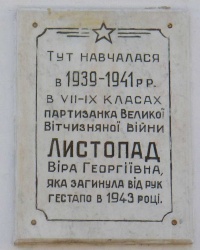 Тут навчалася
в 1939-1941 р р.
в VII-IX класах
партизанка Великої
Вітчизняної війни
ЛИСТОПАД
Віра Георгіївна,
яка загинула від рук
гестапо в 1943 році.